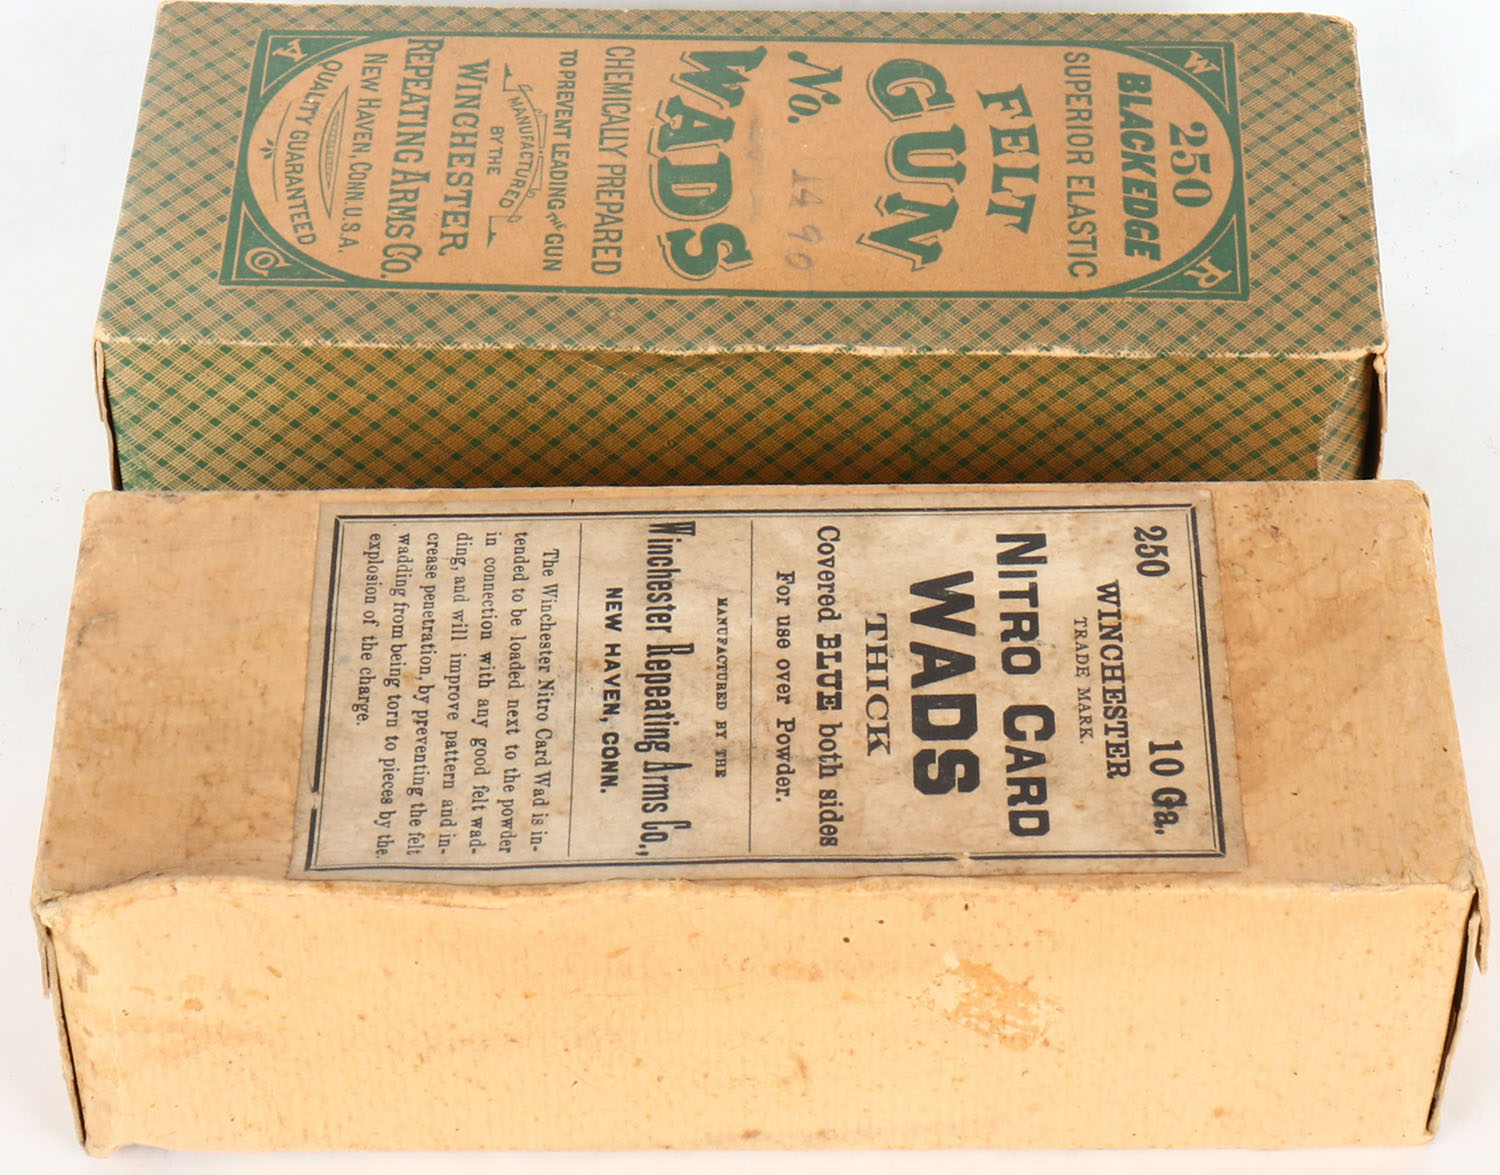 250
BLACK EDGE
SUPERIOR ELASTIC
FELT
GUN
No. 14 90
WADS
CHEMICALLY PREPARED
TO PREVENT LEADING THE GUN
MANUFACTURED
BY THE
WINCHESTER
REPEATING ARMS CO.
NEW HAVEN, CONN. U.S.A.
QUALITY GUARANTEED
W R
A Co
250 10 Ga.
WINCHESTER
TRADE MARK.
NITRO CARD
WADS
THICK
Covered BLUE both sides
For use over Powder.
MANUFACTURED BY THE
Winchester Repeating Arms Co.,
NEW HAVEN, CONN.
The Winchester Nitro Card Wad is in-
tended to be loaded next to the powder
in connection with any good felt wad-
ding, and will improve pattern and in-
crease penetration, by preventing the felt
wadding from being torn to pieces by the
explosion of the charge.